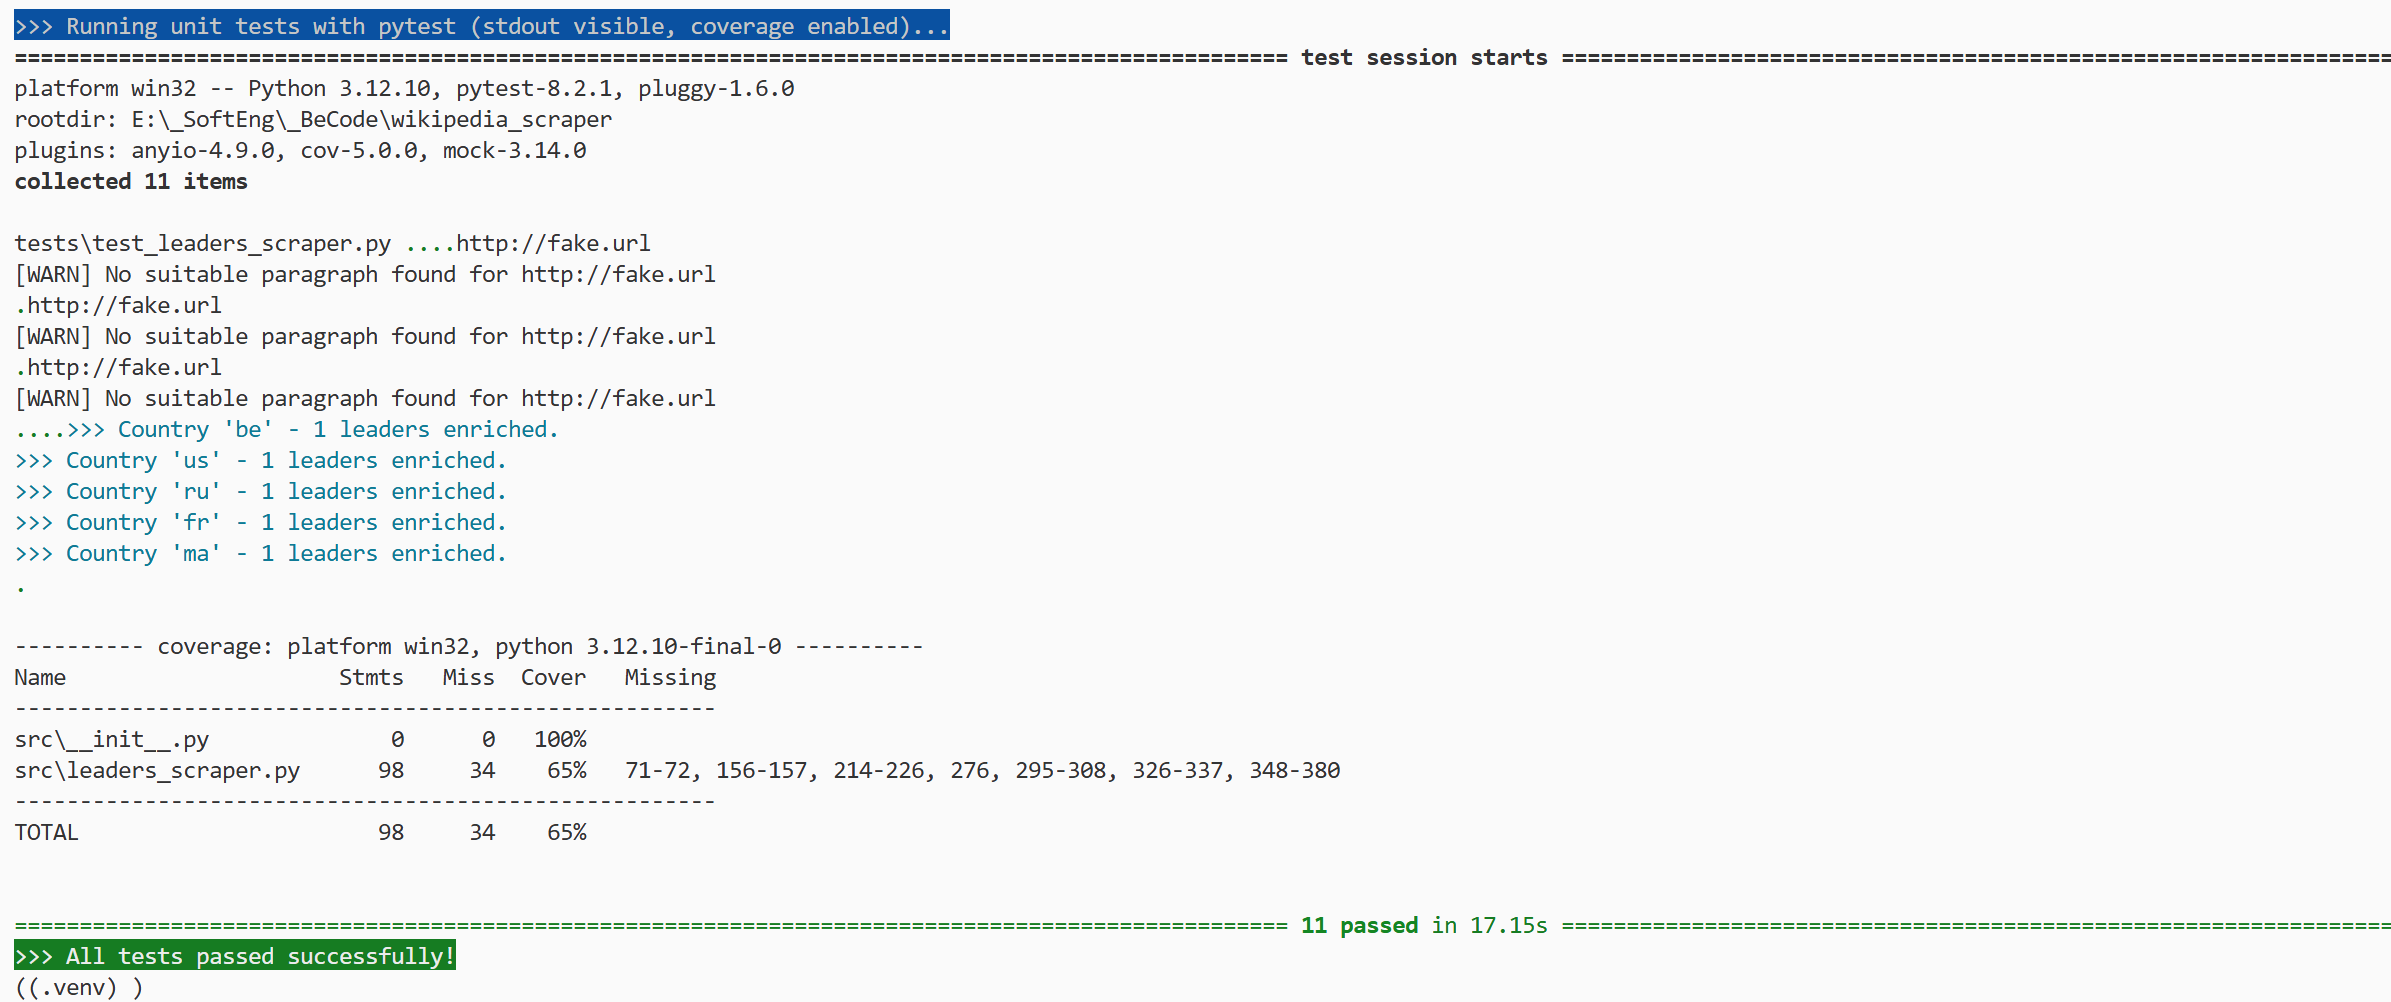 >>> Running unit tests with pytest (stdout visible, coverage enabled)...
================================================================================================== test session starts ================================================================
platform win32 -- Python 3.12.10, pytest-8.2.1, pluggy-1.6.0
rootdir: E:\_SoftEng\_BeCode\wikipedia_scraper
plugins: anyio-4.9.0, cov-5.0.0, mock-3.14.0
collected 11 items
tests\test_leaders_scraper.py ....http://fake.url
[WARN] No suitable paragraph found for http://fake.url
.http://fake.url
[WARN] No suitable paragraph found for http://fake.url
.http://fake.url
[WARN] No suitable paragraph found for http://fake.url
....>>> Country 'be' - 1 leaders enriched.
>>> Country 'us' - 1 leaders enriched.
>>> Country 'ru' - 1 leaders enriched.
>>> Country 'fr' - 1 leaders enriched.
>>> Country 'ma' - 1 leaders enriched.
.
---------- coverage: platform win32, python 3.12.10-final-0 ----------
Name                     Stmts   Miss  Cover   Missing
------------------------------------------------------
src\__init__.py              0      0   100%
src\leaders_scraper.py      98     34    65%   71-72, 156-157, 214-226, 276, 295-308, 326-337, 348-380
------------------------------------------------------
TOTAL                       98     34    65%
================================================================================================== 11 passed in 17.15s ================================================================
>>> All tests passed successfully!
((.venv) )